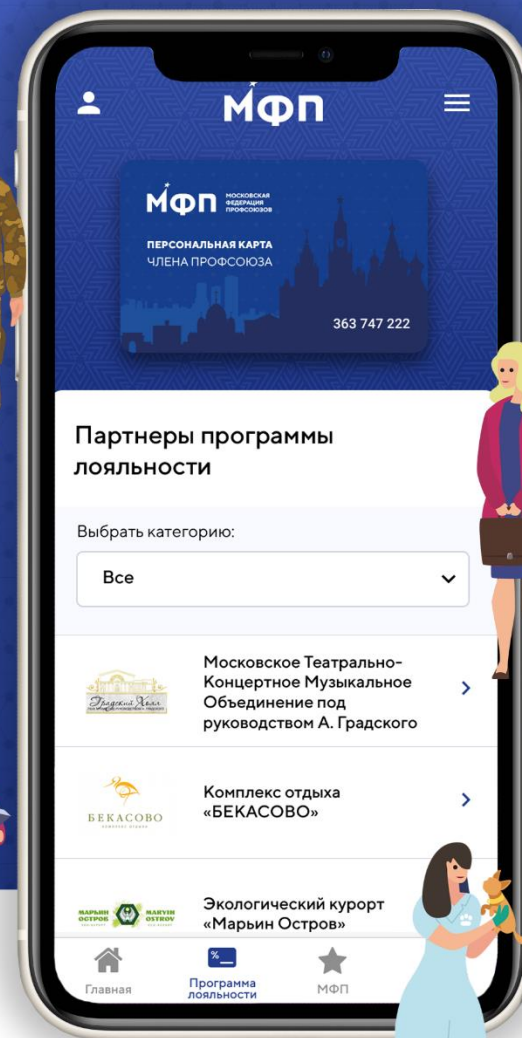 МФП
МФП
МОСКОВСКАЯ
ФЕДЕРАЦИЯ
ПРОФСОЮЗОВ
ПЕРСОНАЛЬНАЯ КАРТА
ЧЛЕНА ПРОФСОЮЗА
363 747 222
Партнеры программы
лояльности
Выбрать категорию:
Все
Градский Холл
Московское Театрально-
Концертное Музыкальное
Объединение под
руководством А. Градского
БЕКАСОВО
Комплекс отдыха
«БЕКАСОВО»
МАРЬИН
ОСТРОВ
MARYIN
OSTROV
Экологический курорт
«Марьин Остров»
%
Главная
Программа
лояльности
МФП